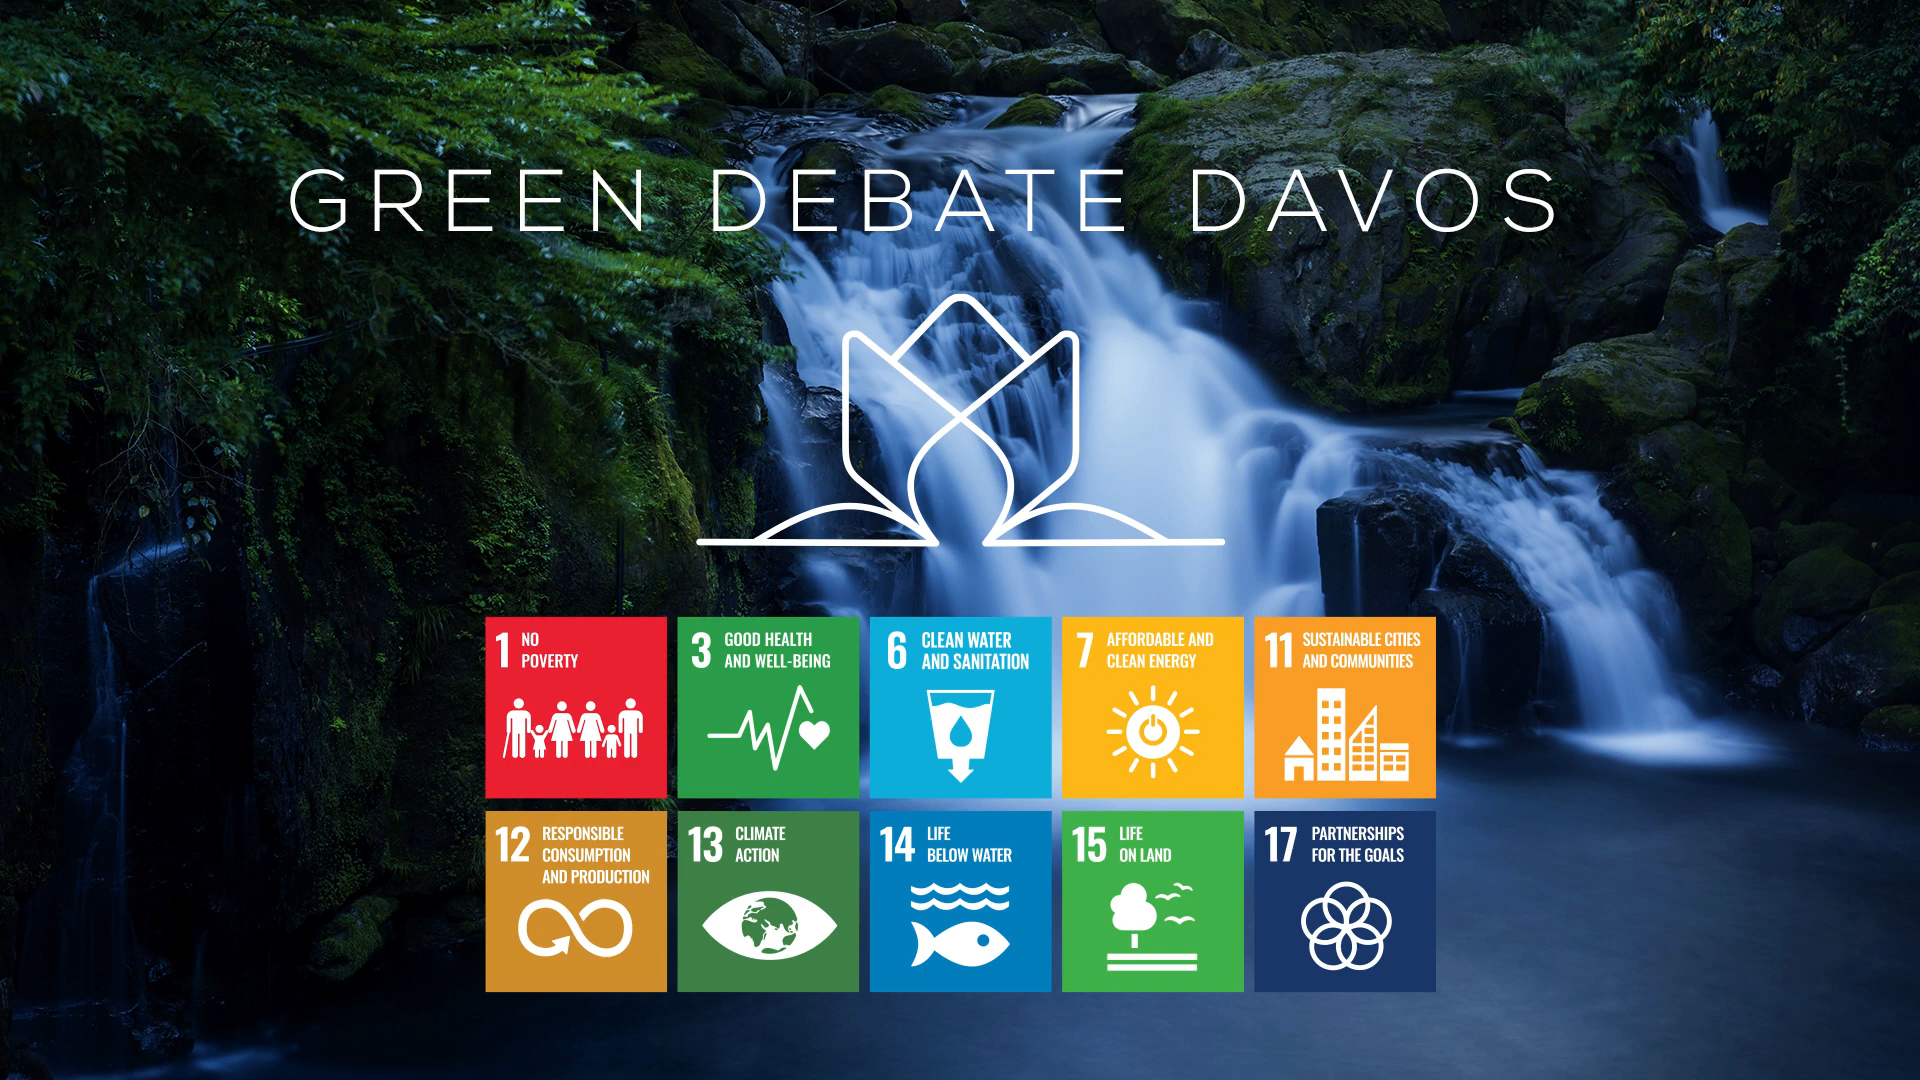 GREEN DEBATE DAVOS
1 NO
POVERTY
3 GOOD HEALTH
AND WELL-BEING
6 CLEAN WATER
AND SANITATION
7 AFFORDABLE AND
CLEAN ENERGY
11 SUSTAINABLE CITIES
AND COMMUNITIES
12 RESPONSIBLE
CONSUMPTION
AND PRODUCTION
13 CLIMATE
ACTION
14 LIFE
BELOW WATER
15 LIFE
ON LAND
17 PARTNERSHIPS
FOR THE GOALS